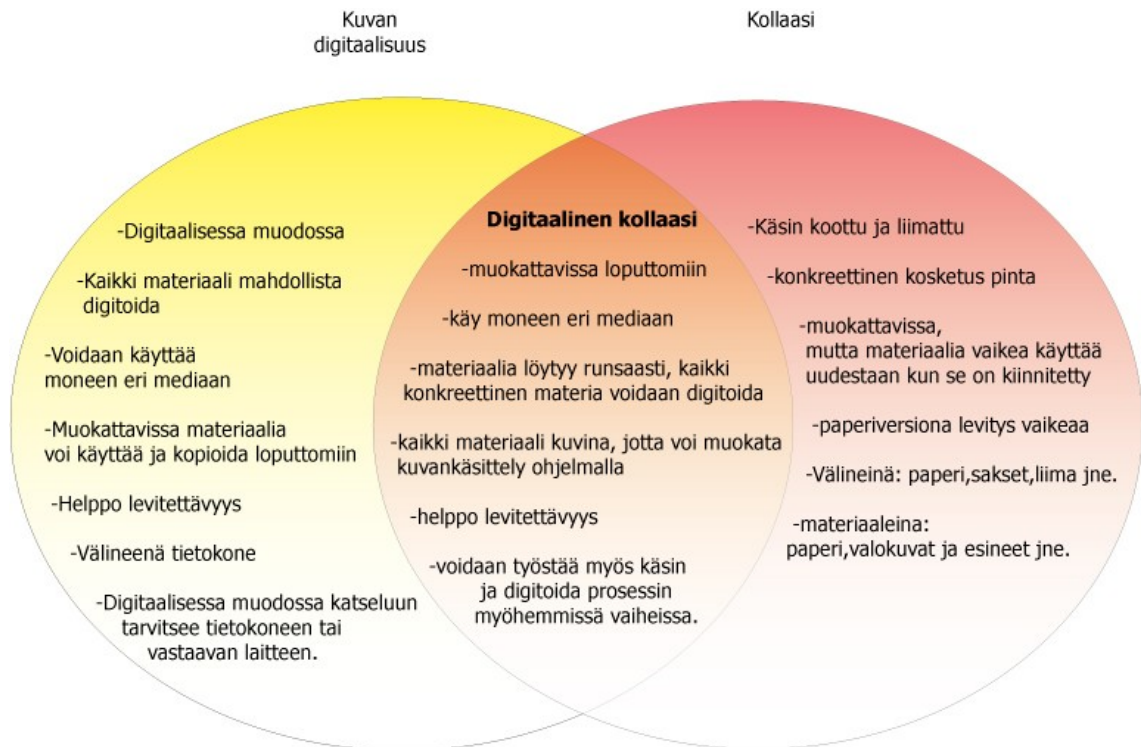 Kuvan
digitaalisuus
Kollaasi
-Digitaalisessa muodossa
-Kaikki materiaali mahdollista
digitoida
-Voidaan käyttää
moneen eri mediaan
-Muokattavissa materiaalia
voi käyttää ja kopioida loputtomiin
-Helppo levitettävyys
-Välineenä tietokone
-Digitaalisessa muodossa katseluun
tarvitsee tietokoneen tai
vastaavan laitteen.
Digitaalinen kollaasi
-muokattavissa loputtomiin
-käy moneen eri mediaan
-materiaalia löytyy runsaasti, kaikki
konkreettinen materia voidaan digitoida
-kaikki materiaali kuvina, jotta voi muokata
kuvankäsittely ohjelmalla
-helppo levitettävyys
-voidaan työstää myös käsin
ja digitoida prosessin
myöhemmissä vaiheissa.
-Käsin koottu ja liimattu
-konkreettinen kosketus pinta
-muokattavissa,
mutta materiaalia vaikea käyttää
uudestaan kun se on kiinnitetty
-paperiversiona levitys vaikeaa
-Välineinä: paperi,sakset,liima jne.
-materiaaleina:
paperi,valokuvat ja esineet jne.